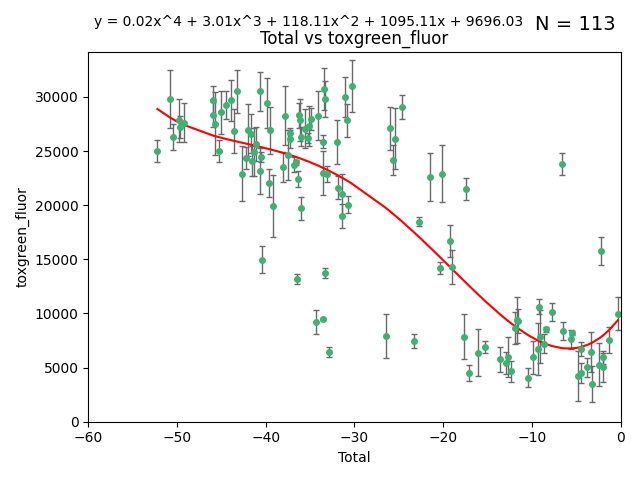 y = 0.02x^4 + 3.01x^3 + 118.11x^2 + 1095.11x + 9696.03
N = 113
Total vs toxgreen_fluor
toxgreen_fluor
30000
25000
20000
15000
10000
5000
0
−60 −50 −40 −30 −20 −10 0
Total